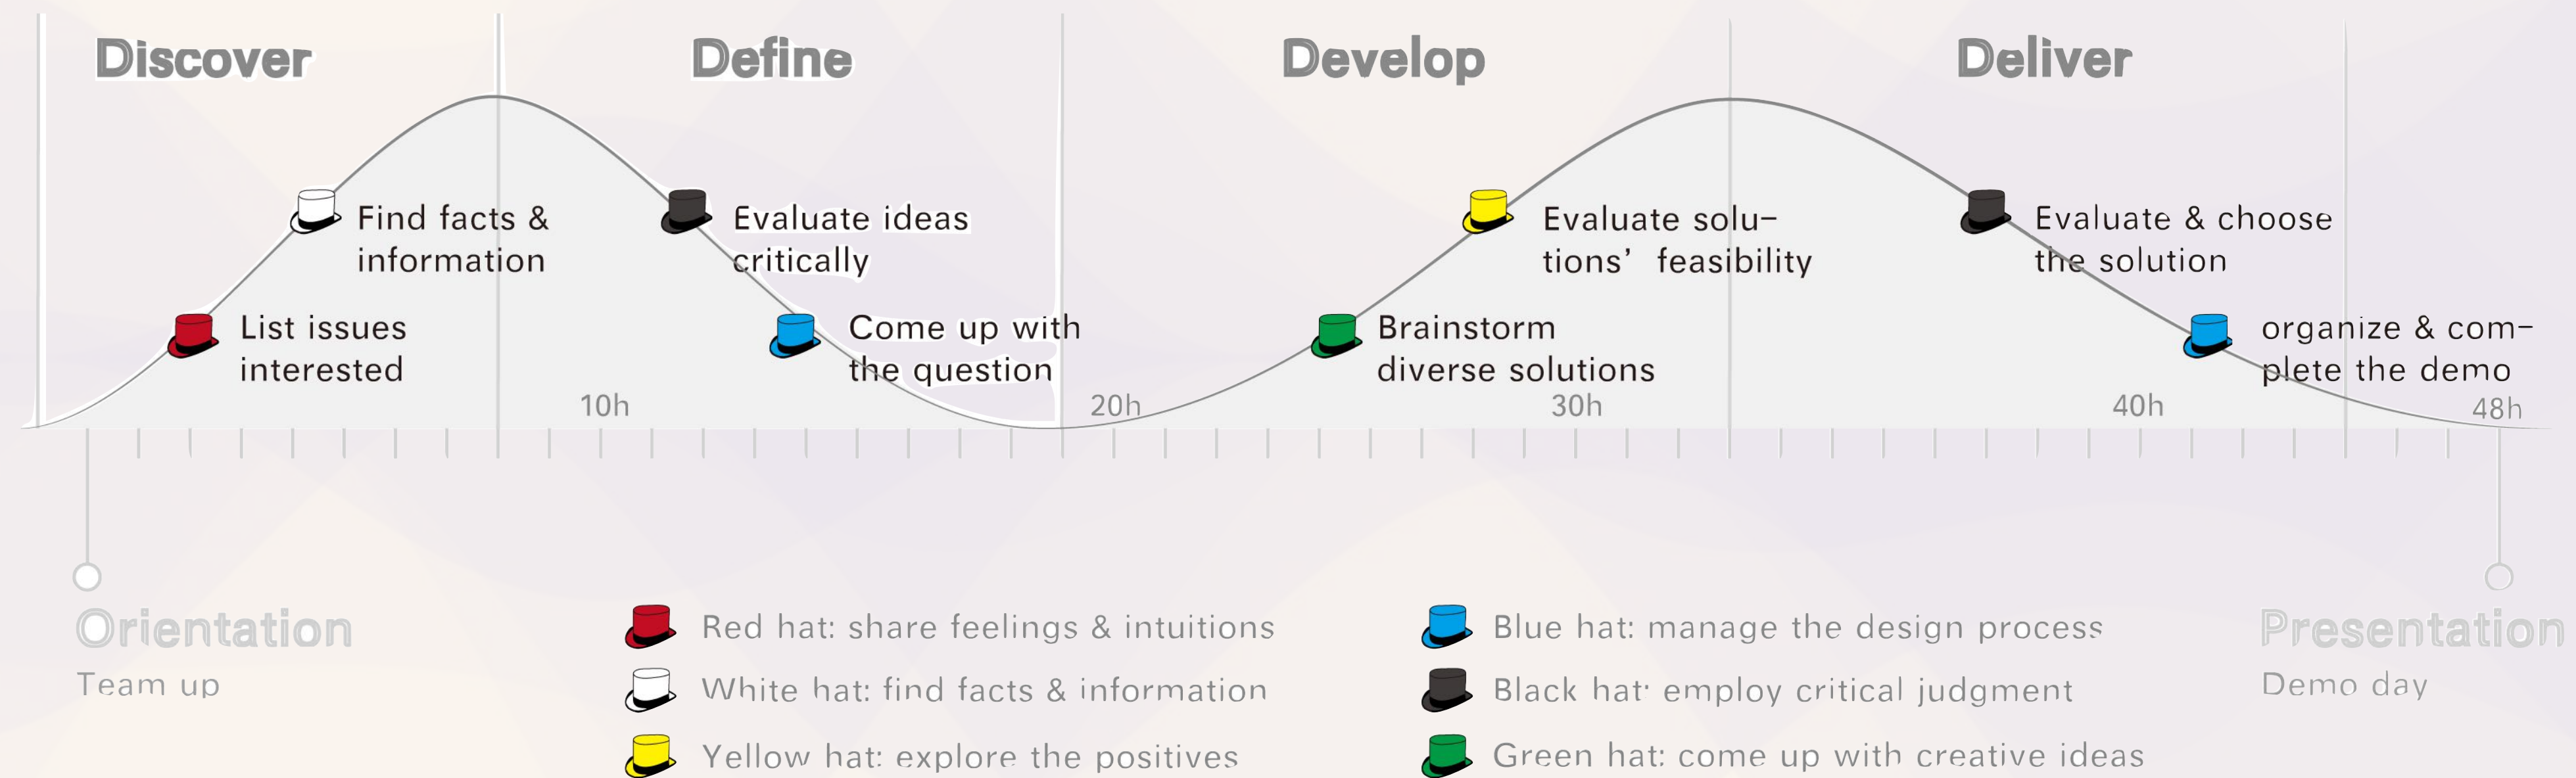 Discover
Define
Develop
Deliver
Find facts &
information
List issues
interested
Evaluate ideas
critically
Come up with
the question
Evaluate solu-
tions' feasibility
Brainstorm
diverse solutions
Evaluate & choose
the solution
organize & com-
plete the demo
10h
20h
30h
40h
48h
Orientation
Team up
Presentation
Demo day
Red hat: share feelings & intuitions
White hat: find facts & information
Yellow hat: explore the positives
Blue hat: manage the design process
Black hat: employ critical judgment
Green hat: come up with creative ideas